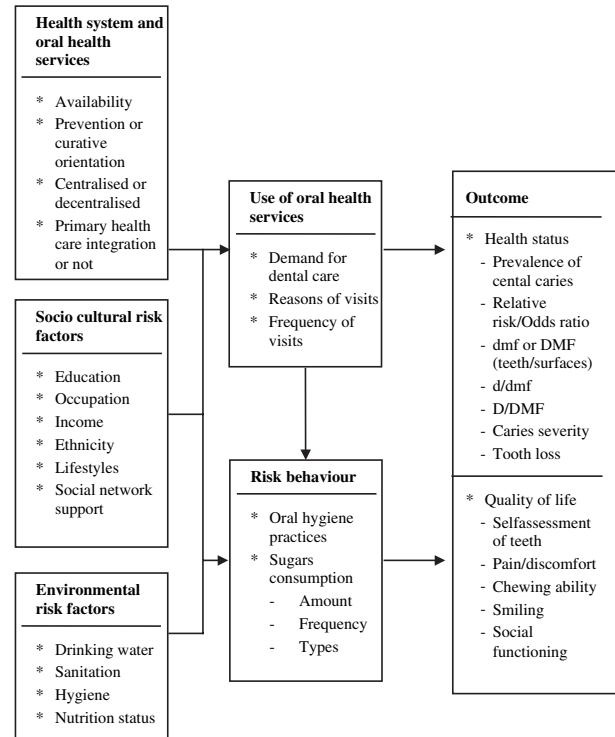 Health system and
oral health
services
* Availability
* Prevention or
curative
orientation
* Centralised or
decentralised
* Primary health
care integration
or not
Socio cultural risk
factors
* Education
* Occupation
* Income
* Ethnicity
* Lifestyles
* Social network
support
Environmental
risk factors
* Drinking water
* Sanitation
* Hygiene
* Nutrition status
Use of oral health
services
* Demand for
dental care
* Reasons of visits
* Frequency of
visits
Risk behaviour
* Oral hygiene
practices
* Sugars
consumption
- Amount
- Frequency
- Types
Outcome
* Health status
- Prevalence of
cental caries
- Relative
risk/Odds ratio
- dmf or DMF
(teeth/surfaces)
- d/dmf
- D/DMF
- Caries severity
- Tooth loss
* Quality of life
- Selfassessment
of teeth
- Pain/discomfort
- Chewing ability
- Smiling
- Social
functioning